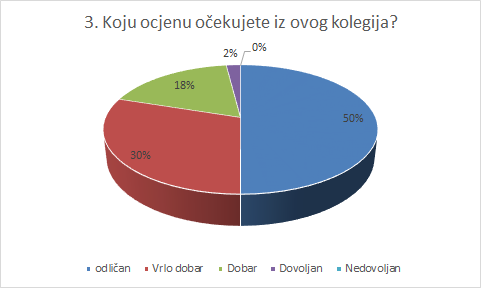 3. Koju ocjenu očekujete iz ovog kolegija?
0%
2%
18%
50%
30%
odličan Vrlo dobar Dobar Dovoljan Nedovoljan